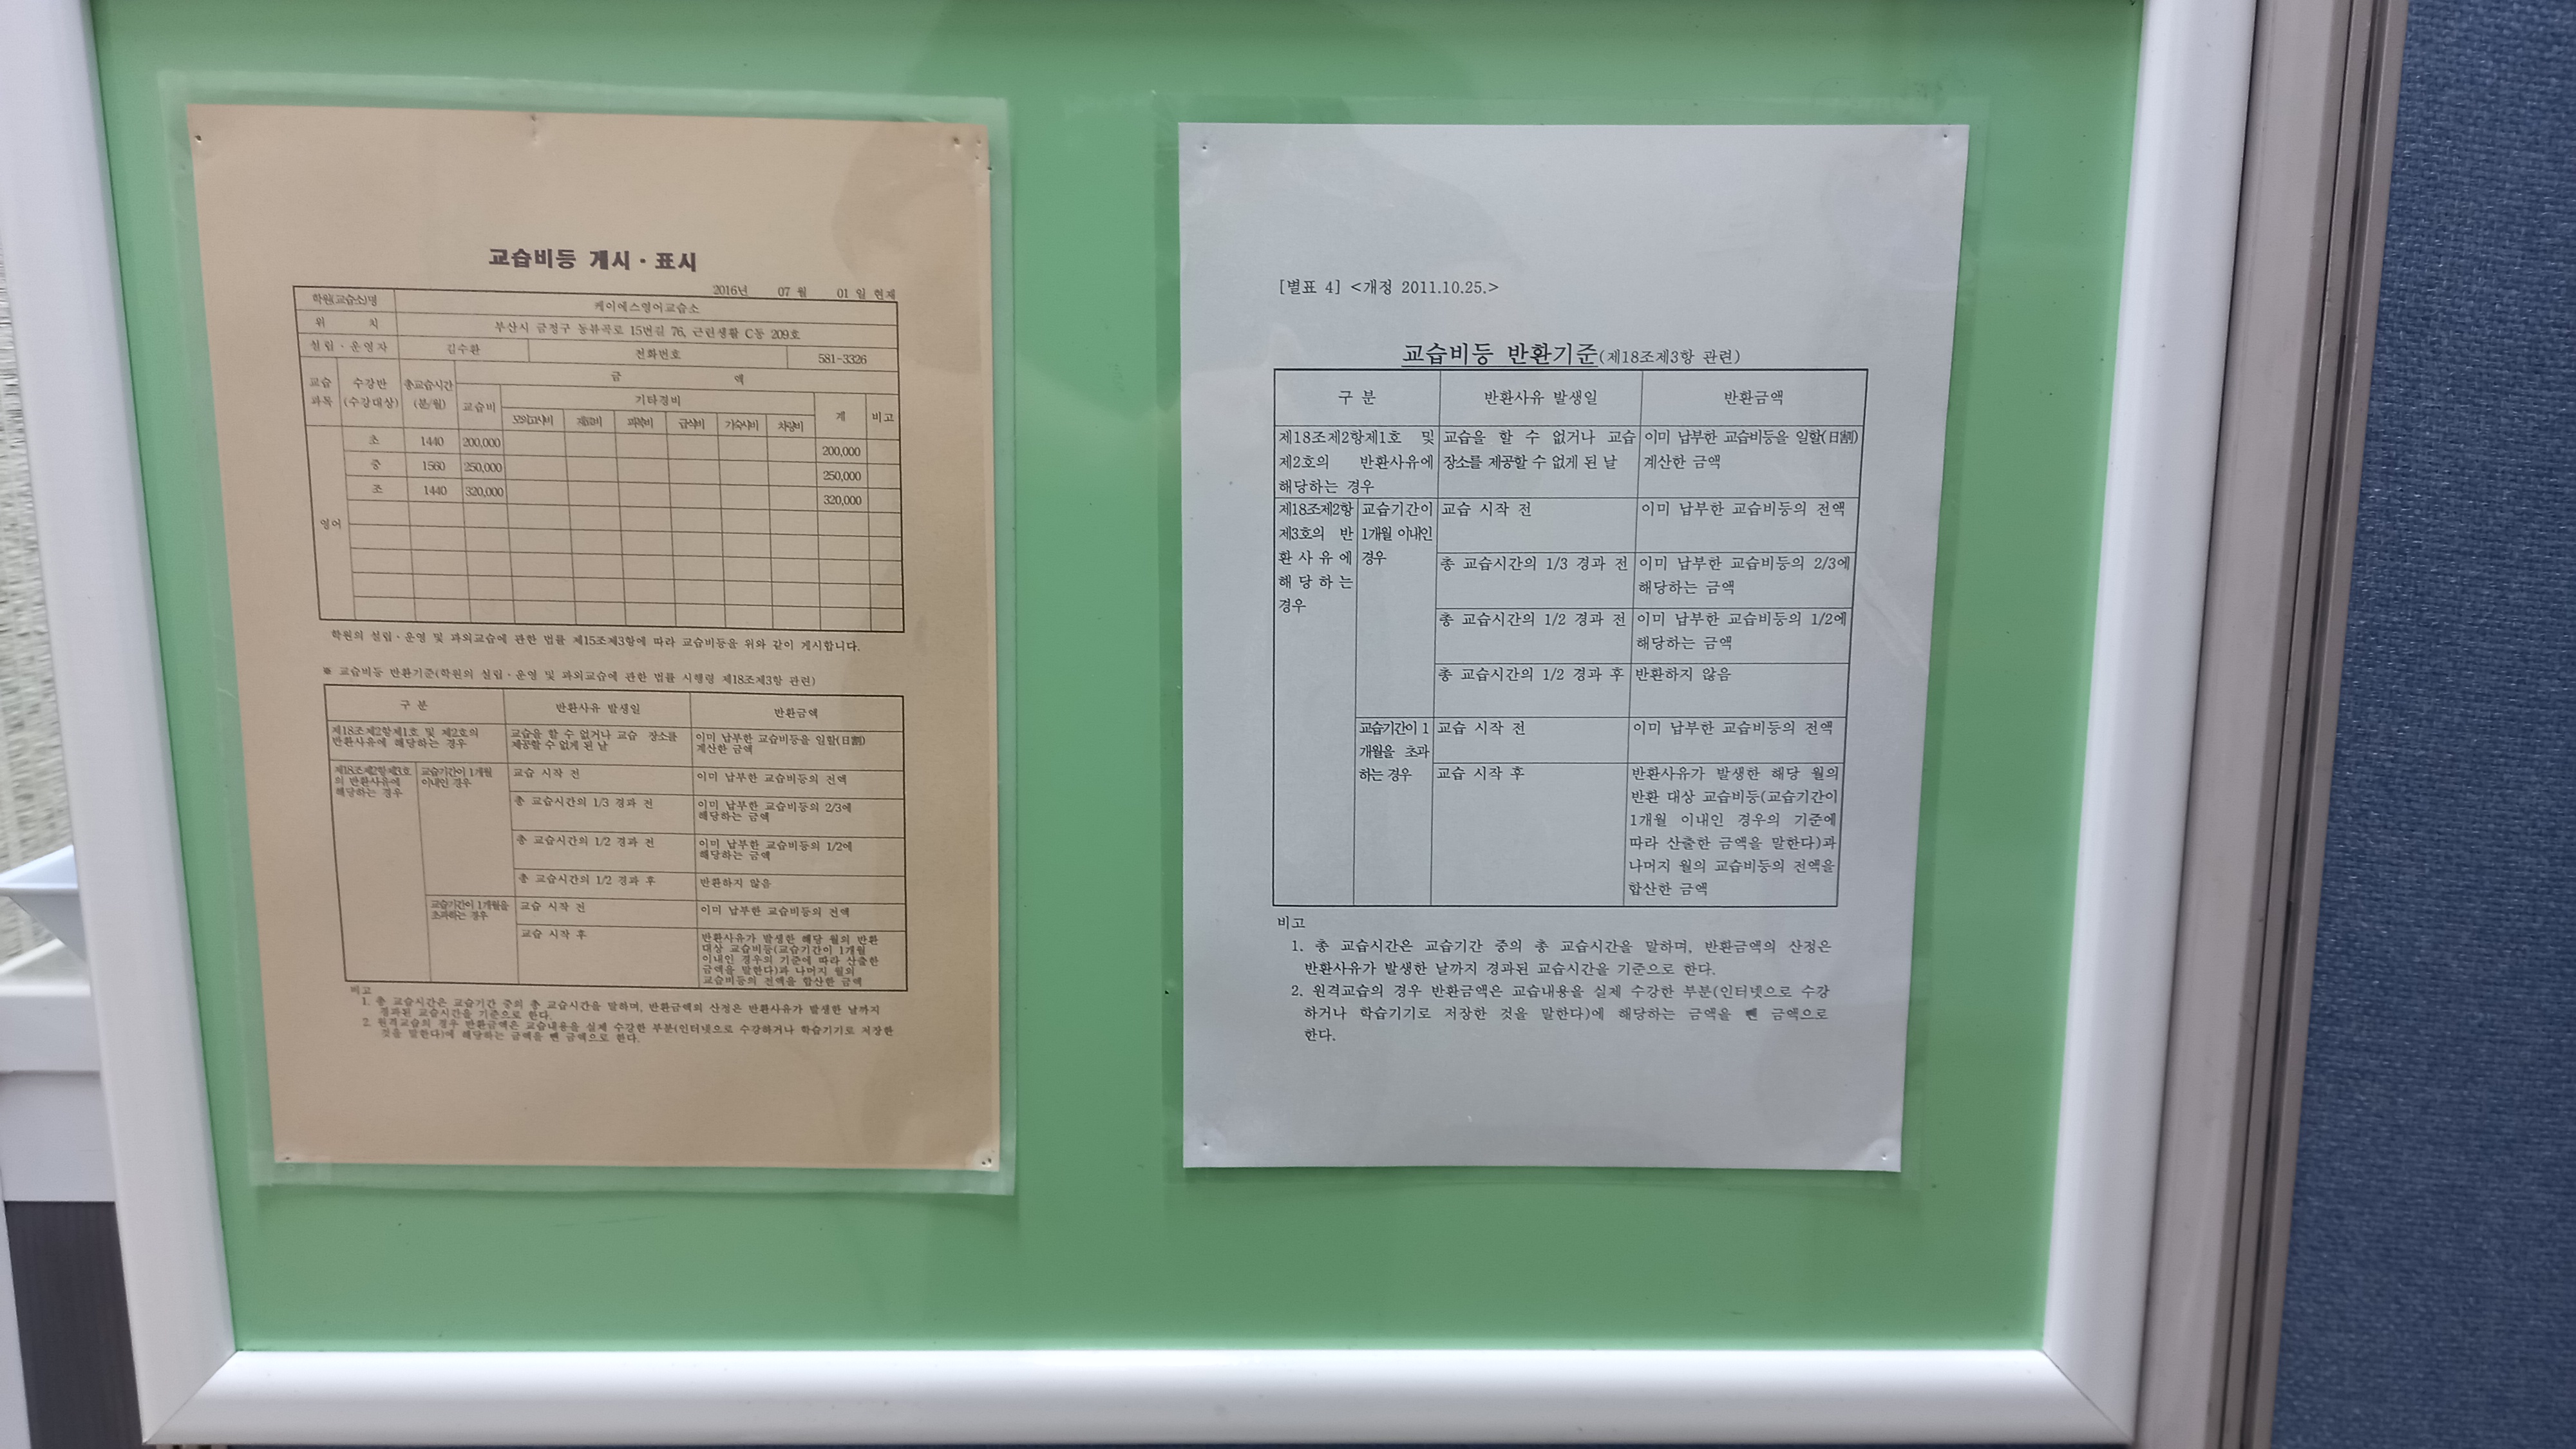 교습비등 게시 · 표시
2016년 07 월 01 일 현재
학원(교습소)명 케이에스영어교습소
위 치 부산시 금정구 동부곡로 15번길 76, 근린생활 C동 209호
설립 · 운영자 김수환 전화번호 581-3326
교습 과목 수강반 (수강대상) 총교습시간 (분/월) 금 액
교습비 기타경비 계 비고
모의고사비 재료비 피복비 급식비 기숙사비 차량비
영어
초 1440 200,000 200,000
중 1560 250,000 250,000
초 1440 320,000 320,000
학원의 설립 · 운영 및 과외교습에 관한 법률 제15조제3항에 따라 교습비등을 위와 같이 게시합니다.
※ 교습비등 반환기준(학원의 설립 · 운영 및 과외교습에 관한 법률 시행령 제18조제3항 관련)
구 분 반환사유 발생일 반환금액
제18조제2항제1호 및 제2호의 교습을 할 수 없거나 교습 장소를 이미 납부한 교습비등을 일할(日割)
반환사유에 해당하는 경우 제공할 수 없게 된 날 계산한 금액
제18조제2항제3호 교습기간이 1개월 교습 시작 전 이미 납부한 교습비등의 전액
의 반환사유에 이내인 경우
해당하는 경우
총 교습시간의 1/3 경과 전 이미 납부한 교습비등의 2/3에
해당하는 금액
총 교습시간의 1/2 경과 전 이미 납부한 교습비등의 1/2에
해당하는 금액
총 교습시간의 1/2 경과 후 반환하지 않음
교습기간이 1개월을 교습 시작 전 이미 납부한 교습비등의 전액
초과하는 경우
교습 시작 후 반환사유가 발생한 해당 월의 반환
대상 교습비등(교습기간이 1개월
이내인 경우의 기준에 따라 산출한
금액을 말한다)과 나머지 월의
교습비등의 전액을 합산한 금액
비고
1. 총 교습시간은 교습기간 중의 총 교습시간을 말하며, 반환금액의 산정은 반환사유가 발생한 날까지
경과된 교습시간을 기준으로 한다.
2. 원격교습의 경우 반환금액은 교습내용을 실제 수강한 부분(인터넷으로 수강하거나 학습기기로 저장한
것을 말한다)에 해당하는 금액을 뺀 금액으로 한다.
[별표 4] <개정 2011.10.25.>
교습비등 반환기준(제18조제3항 관련)
구 분 반환사유 발생일 반환금액
제18조제2항제1호 및 교습을 할 수 없거나 교습 이미 납부한 교습비등을 일할(日割)
제2호의 반환사유에 장소를 제공할 수 없게 된 날 계산한 금액
해당하는 경우
제18조제2항 교습기간이 교습 시작 전 이미 납부한 교습비등의 전액
제3호의 반 1개월 이내인
환사유에 경우 총 교습시간의 1/3 경과 전 이미 납부한 교습비등의 2/3에
해당하는 해당하는 금액
경우 총 교습시간의 1/2 경과 전 이미 납부한 교습비등의 1/2에
해당하는 금액
총 교습시간의 1/2 경과 후 반환하지 않음
교습기간이 1 교습 시작 전 이미 납부한 교습비등의 전액
개월을 초과
하는 경우 교습 시작 후 반환사유가 발생한 해당 월의
반환 대상 교습비등(교습기간이
1개월 이내인 경우의 기준에
따라 산출한 금액을 말한다)과
나머지 월의 교습비등의 전액을
합산한 금액
비고
1. 총 교습시간은 교습기간 중의 총 교습시간을 말하며, 반환금액의 산정은
반환사유가 발생한 날까지 경과된 교습시간을 기준으로 한다.
2. 원격교습의 경우 반환금액은 교습내용을 실제 수강한 부분(인터넷으로 수강
하거나 학습기기로 저장한 것을 말한다)에 해당하는 금액을 뺀 금액으로
한다.